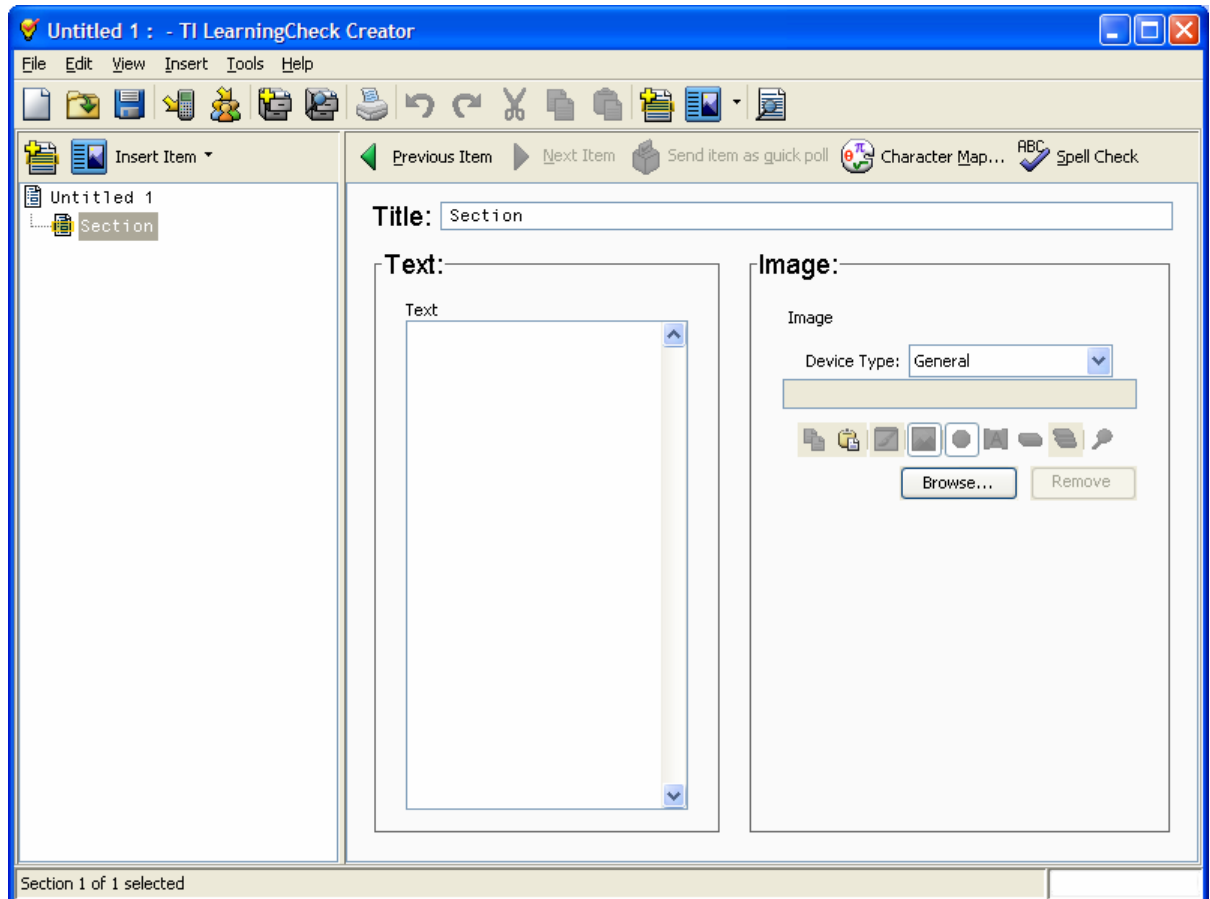 Untitled 1 : - TI LearningCheck Creator
File Edit View Insert Tools Help
Insert Item
Previous Item Next Item Send item as quick poll Character Map... ABC Spell Check
Untitled 1
Section
Title: Section
Text:
Text
Image:
Image
Device Type: General
A
Browse... Remove
Section 1 of 1 selected